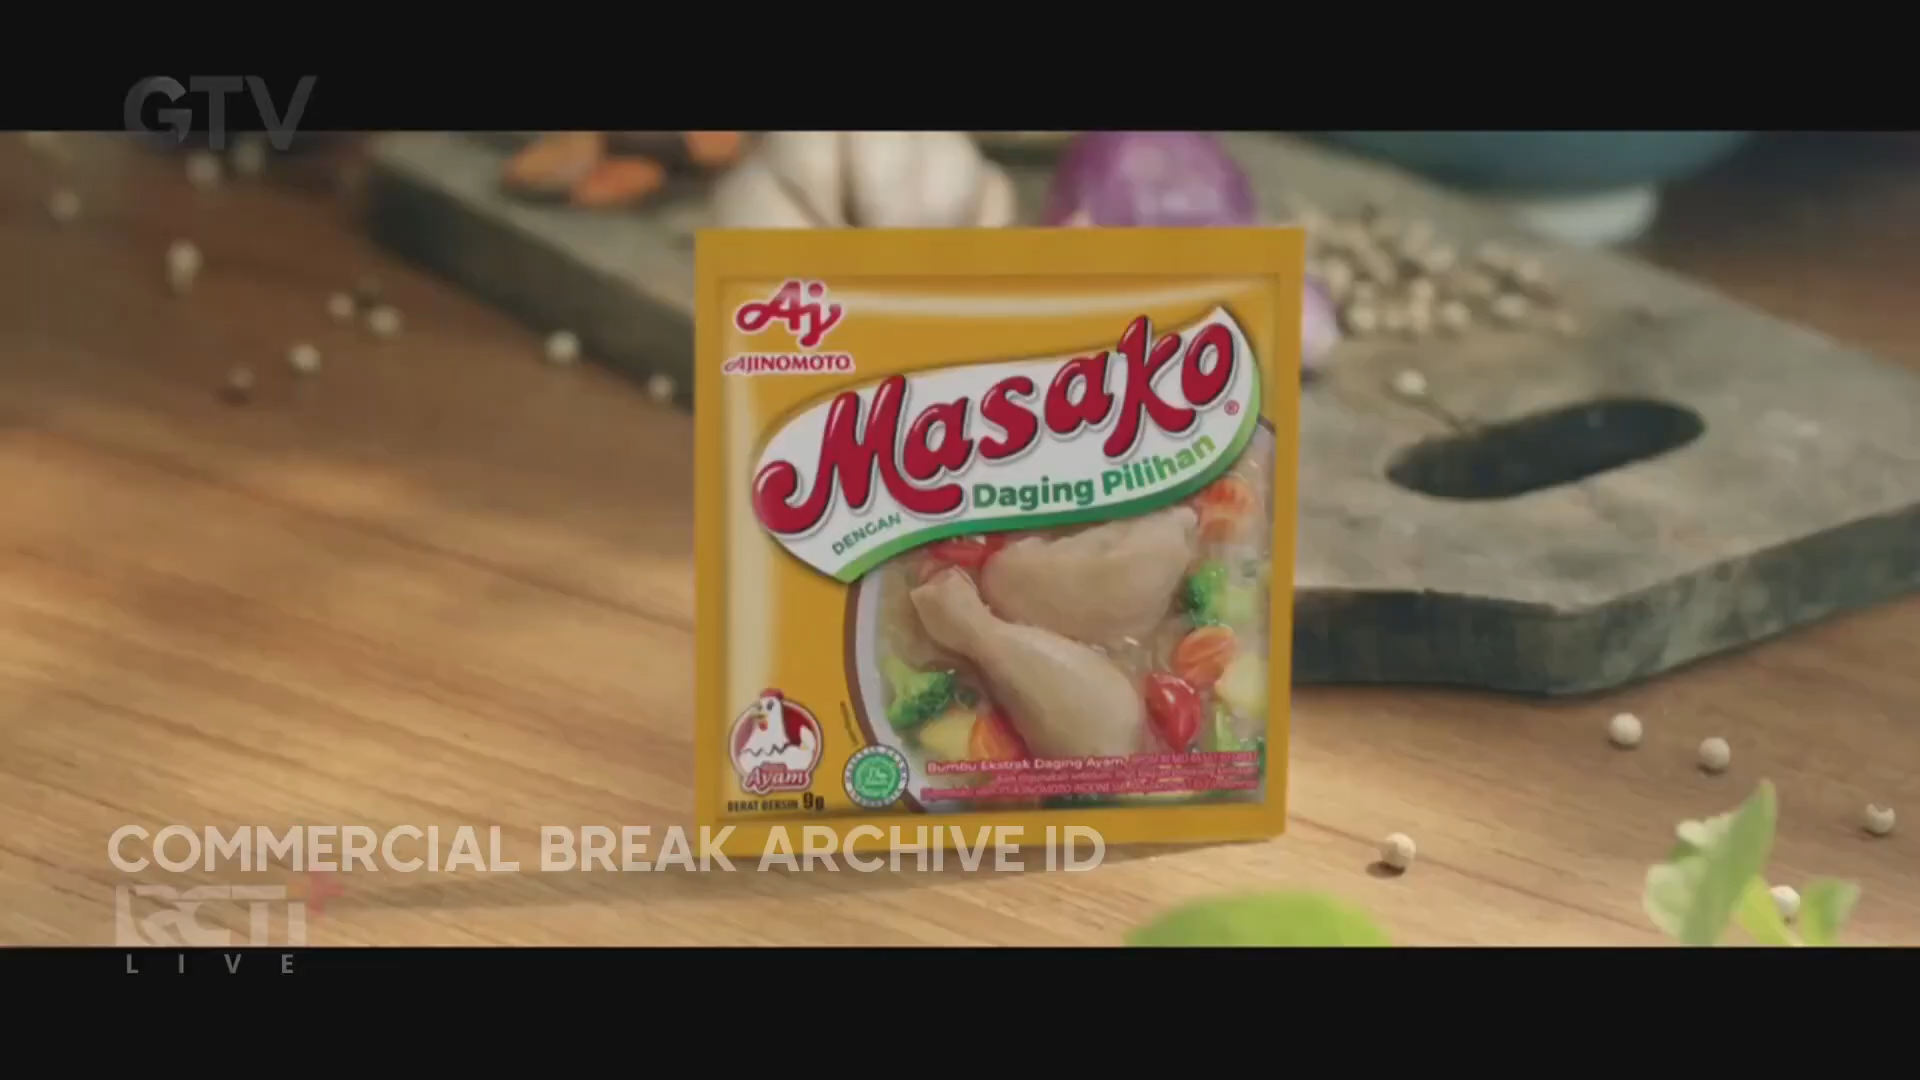 GTV
Aj
AJINOMOTO
Masako®
DENGAN Daging Pilihan
Ayam
BERAT BERSIH 9g
Bumbu Ekstrak Daging Ayam
COMMERCIAL BREAK ARCHIVE ID
RCTI+
LIVE